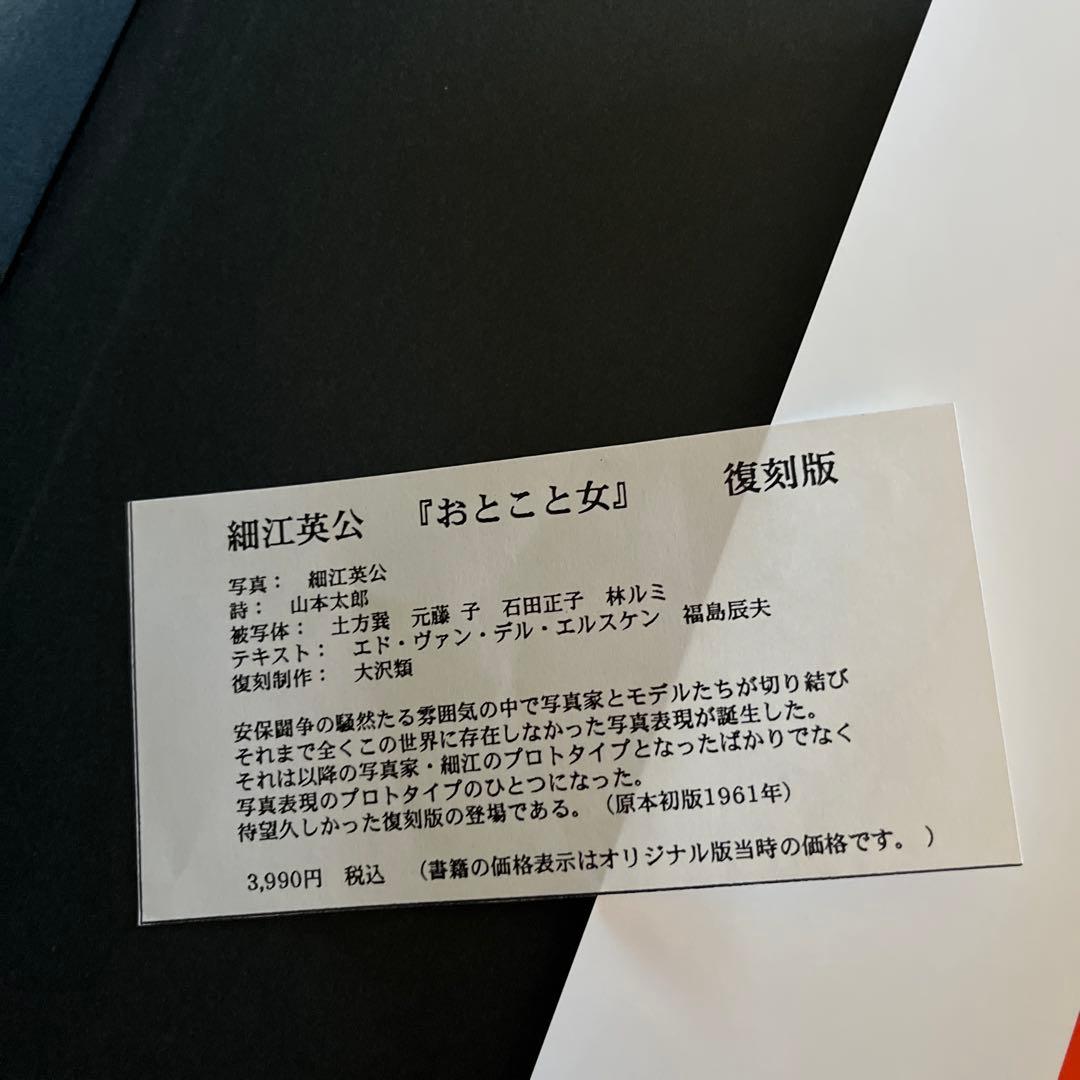 細江英公　『おとこと女』　　復刻版
写真：　細江英公
詩：　山本太郎
被写体：　土方巽　元藤 子　石田正子　林ルミ
テキスト：　エド・ヴァン・デル・エルスケン　福島辰夫
復刻制作：　大沢類
安保闘争の騒然たる雰囲気の中で写真家とモデルたちが切り結び
それまで全くこの世界に存在しなかった写真表現が誕生した。
それは以降の写真家・細江のプロトタイプとなったばかりでなく
写真表現のプロトタイプのひとつになった。
待望久しかった復刻版の登場である。（原本初版1961年）
3,990円　税込　（書籍の価格表示はオリジナル版当時の価格です。）